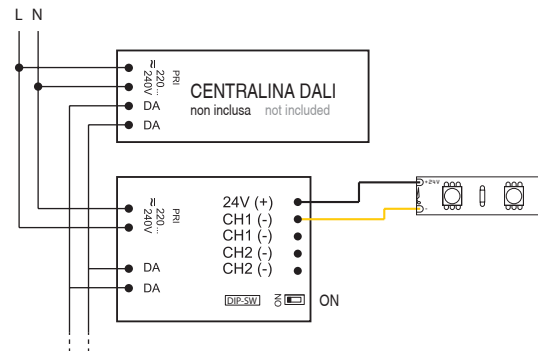 L N
≂ 220... 240V PRI
DA
DA
CENTRALINA DALI
non inclusa not included
≂ 220... 240V PRI
DA
DA
24V (+)
CH1 (-)
CH1 (-)
CH2 (-)
CH2 (-)
DIP-SW NO ON
+24V
-